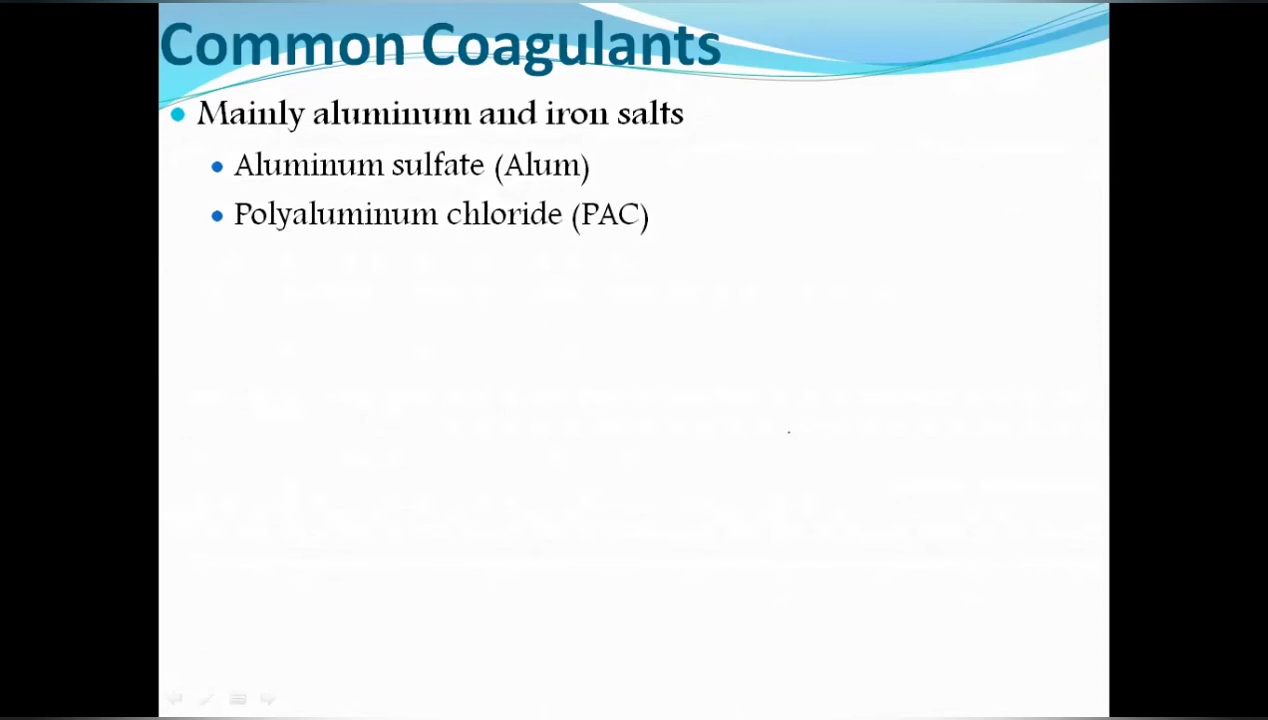 Common Coagulants
Mainly aluminum and iron salts
Aluminum sulfate (Alum)
Polyaluminum chloride (PAC)